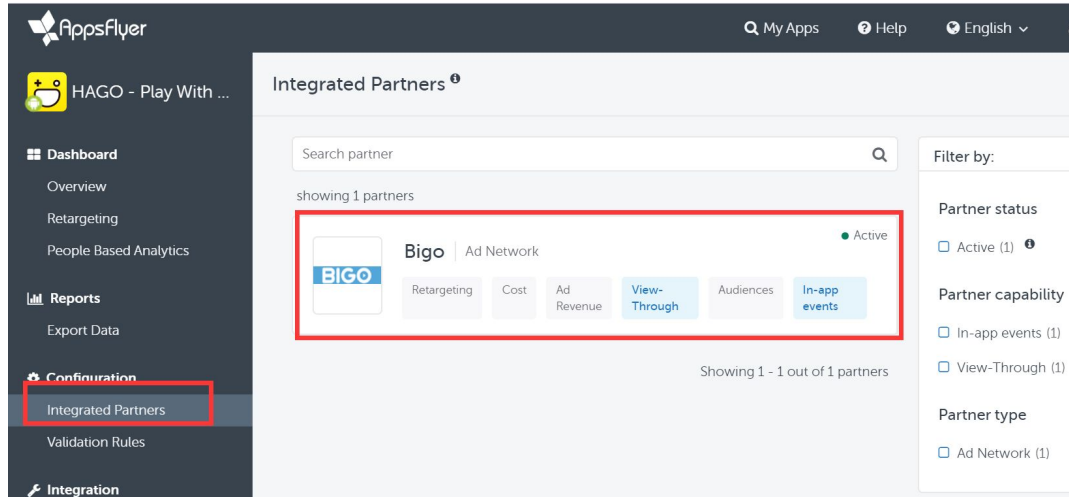 AppsFlyer
My Apps
Help
English
HAGO - Play With ...
Integrated Partners
Dashboard
Overview
Retargeting
People Based Analytics
Reports
Export Data
Configuration
Integrated Partners
Validation Rules
Integration
Search partner
showing 1 partners
BIGO
Bigo
Ad Network
Active
Retargeting
Cost
Ad
Revenue
View-
Through
Audiences
In-app
events
Showing 1 - 1 out of 1 partners
Filter by:
Partner status
Active (1)
Partner capability
In-app events (1)
View-Through (1)
Partner type
Ad Network (1)